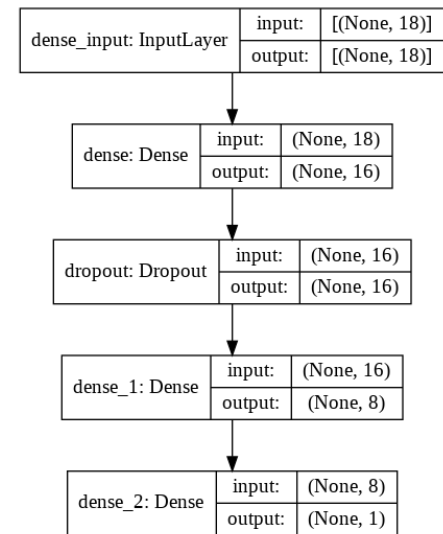 dense_input: InputLayer
input: [(None, 18)]
output: [(None, 18)]
dense: Dense
input: (None, 18)
output: (None, 16)
dropout: Dropout
input: (None, 16)
output: (None, 16)
dense_1: Dense
input: (None, 16)
output: (None, 8)
dense_2: Dense
input: (None, 8)
output: (None, 1)